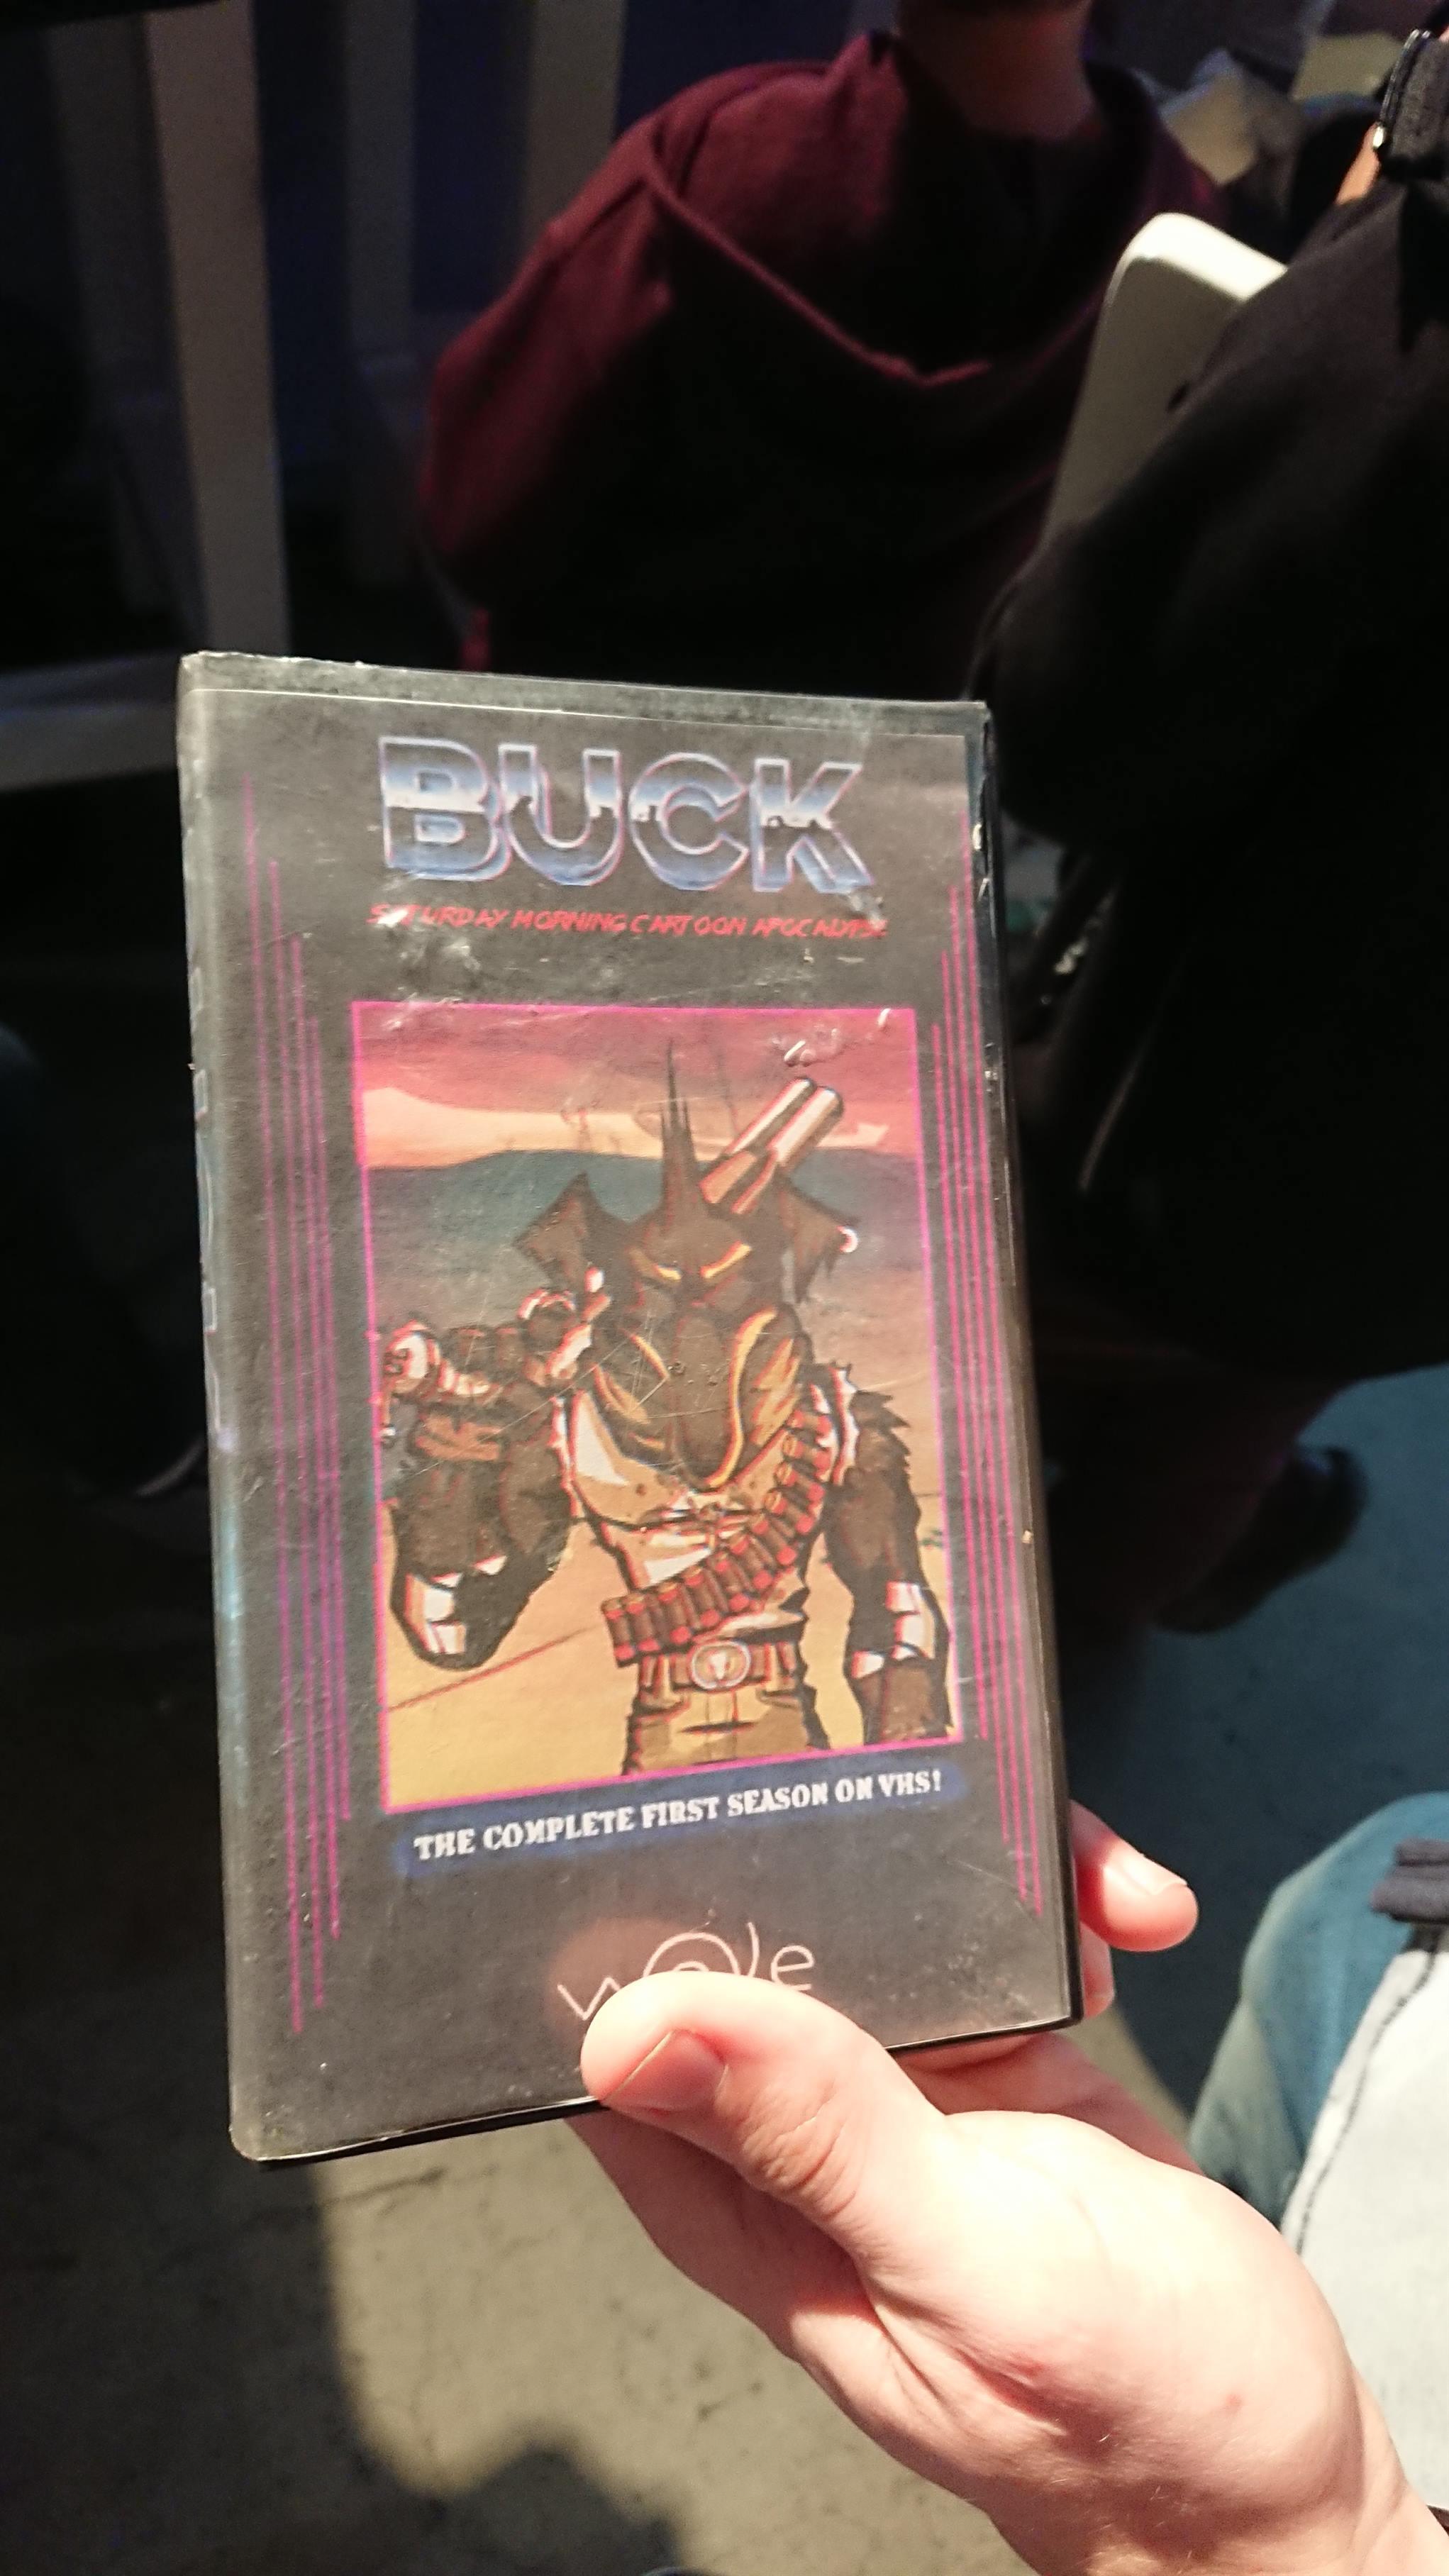 BUCK
SATURDAY MORNING CARTOON APOCALYPSE
THE COMPLETE FIRST SEASON ON VHS!